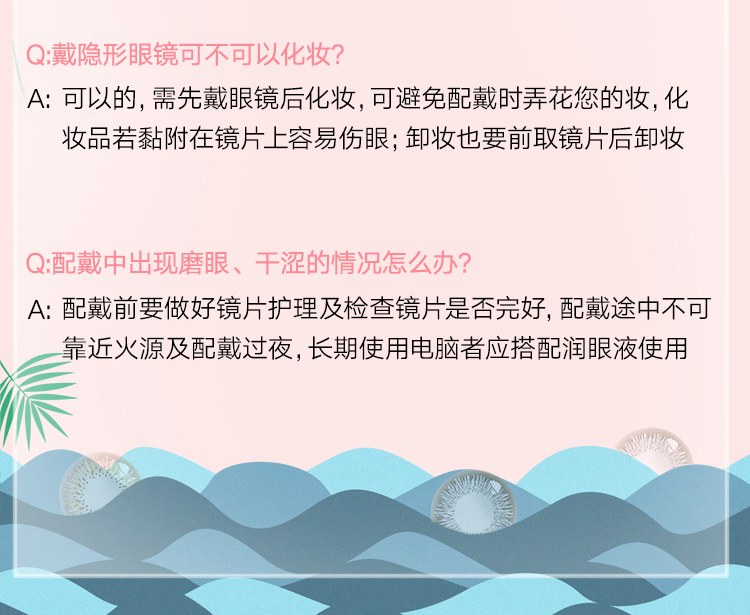 Q:戴隐形眼镜可不可以化妆?
A: 可以的, 需先戴眼镜后化妆, 可避免配戴时弄花您的妆, 化
妆品若黏附在镜片上容易伤眼; 卸妆也要前取镜片后卸妆
Q:配戴中出现磨眼、干涩的情况怎么办?
A: 配戴前要做好镜片护理及检查镜片是否完好, 配戴途中不可
靠近火源及配戴过夜, 长期使用电脑者应搭配润眼液使用